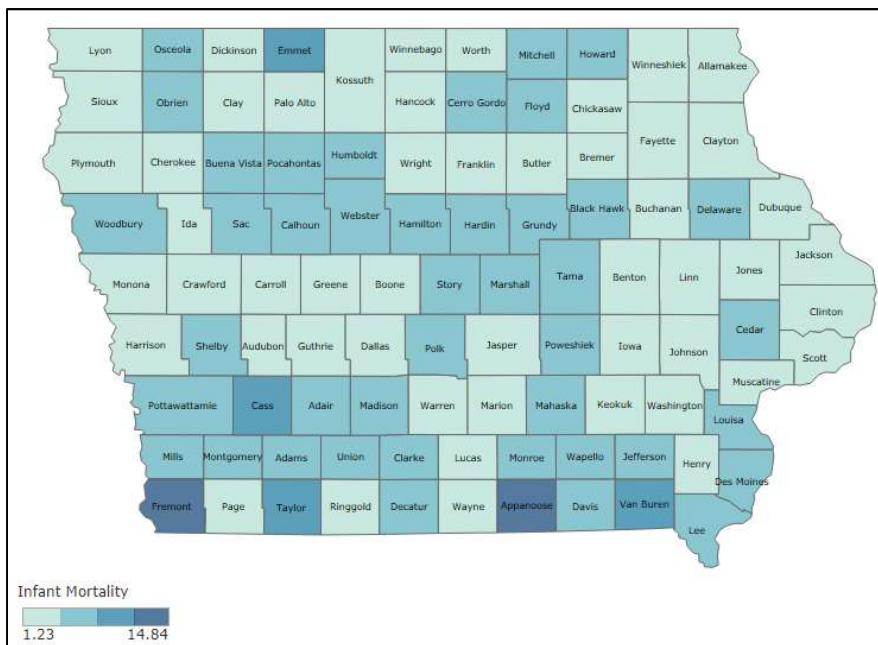 Lyon Osceola Dickinson Emmet Winnebago Worth Mitchell Howard Winneshiek Allamakee
Kossuth
Sioux Obrien Clay Palo Alto Hancock Cerro Gordo Floyd Chickasaw
Fayette Clayton
Plymouth Cherokee Buena Vista Pocahontas Humboldt Wright Franklin Butler Bremer
Woodbury Ida Sac Calhoun Webster Hamilton Hardin Grundy Black Hawk Buchanan Delaware Dubuque
Jackson
Monona Crawford Carroll Greene Boone Story Marshall Tama Benton Linn Jones
Clinton
Harrison Shelby Audubon Guthrie Dallas Polk Jasper Poweshiek Iowa Johnson Cedar Scott
Muscatine
Pottawattamie Cass Adair Madison Warren Marion Mahaska Keokuk Washington Louisa
Mills Montgomery Adams Union Clarke Lucas Monroe Wapello Jefferson Henry
Des Moines
Fremont Page Taylor Ringgold Decatur Wayne Appanoose Davis Van Buren Lee
Infant Mortality
1.23 14.84